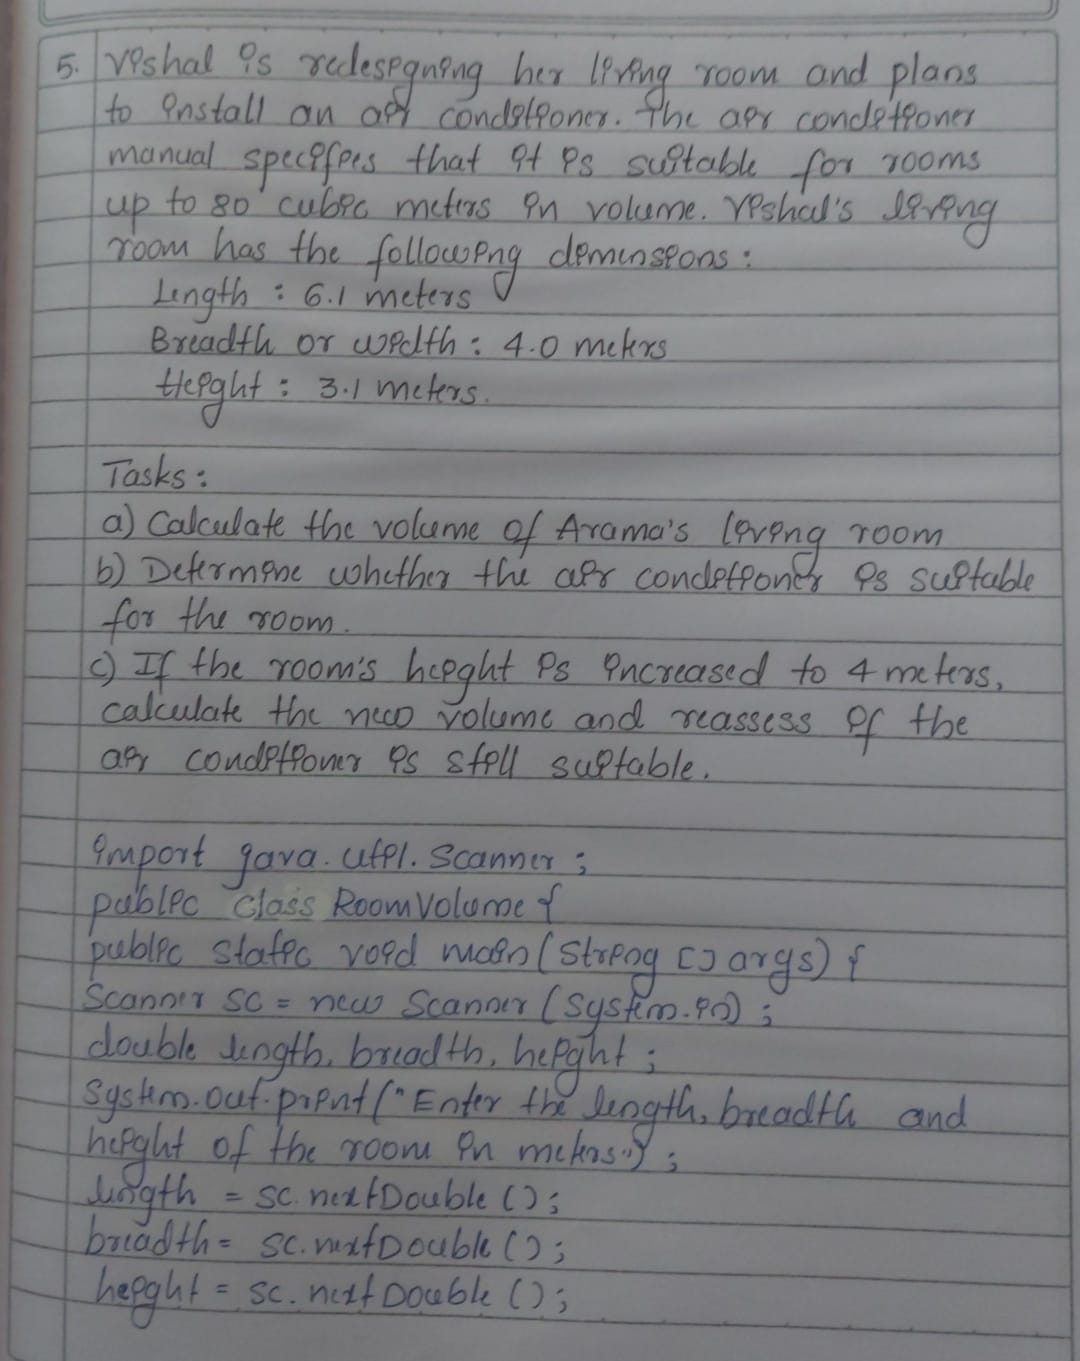 5. Vishal is redesigning her living room and plans
to install an air conditioner. The air conditioner
manual specifies that it is suitable for rooms
up to 80 cubic meters in volume. Vishal's living
room has the following dimensions :
Length : 6.1 meters
Breadth or width : 4.0 meters
Height : 3.1 meters.
Tasks :
a) Calculate the volume of Arama's living room
b) Determine whether the air conditioner is suitable
for the room.
c) If the room's height is increased to 4 meters,
calculate the new volume and reassess if the
air conditioner is still suitable.
import java.util.Scanner ;
public class RoomVolume {
public static void main (String [] args) {
Scanner sc = new Scanner (System.in) ;
double length, breadth, height ;
System.out.print ("Enter the length, breadth and
height of the room in meters:") ;
length = sc.nextDouble () ;
breadth = sc.nextDouble () ;
height = sc.nextDouble () ;